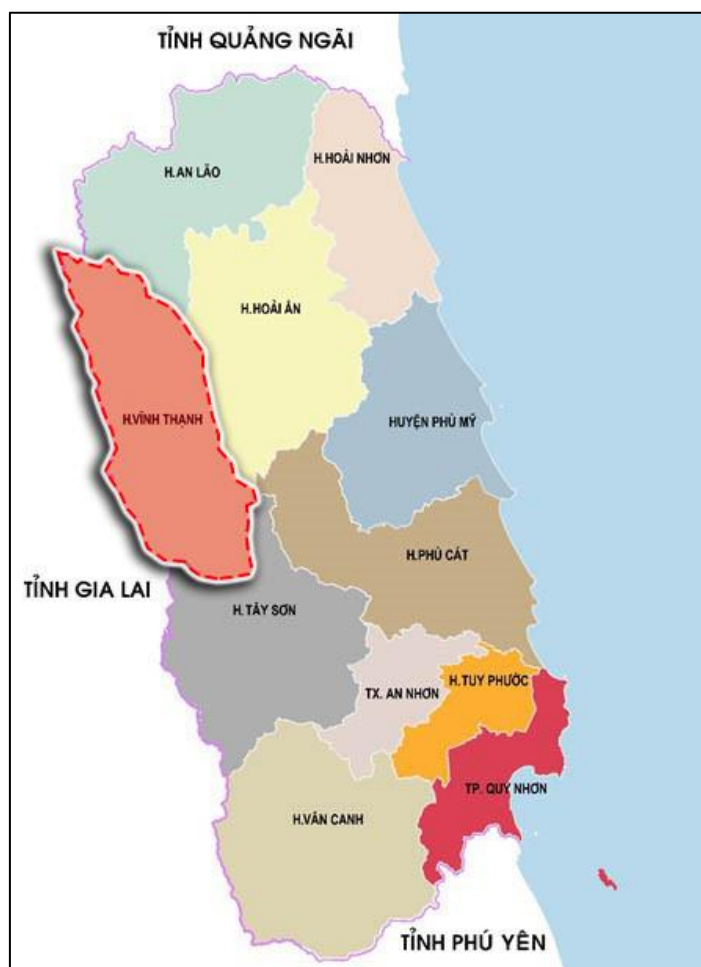 TỈNH QUẢNG NGÃI
H.HOÀI NHƠN
H.AN LÃO
H.HOÀI ÂN
H.VĨNH THẠNH
HUYỆN PHÙ MỸ
H.PHÙ CÁT
TỈNH GIA LAI
H.TÂY SƠN
H.TUY PHƯỚC
TX. AN NHƠN
TP. QUY NHƠN
H.VÂN CANH
TỈNH PHÚ YÊN